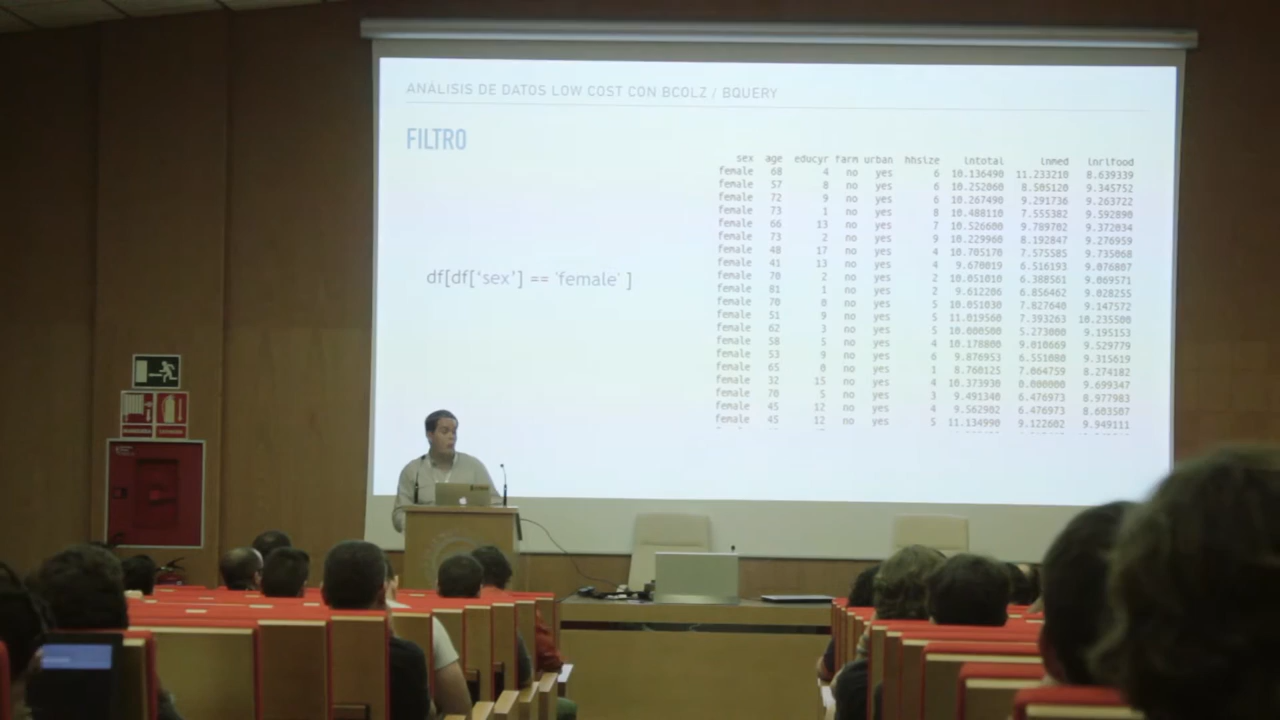 ANÁLISIS DE DATOS LOW COST CON BCOLZ / BQUERY
FILTRO
df[df['sex'] == 'female' ]
sex age educyr farm urban hhsize lntotal lnmed lnrlfood
female 68 4 no yes 6 10.136490 11.233210 8.639339
female 57 8 no yes 6 10.252060 8.505120 9.345752
female 72 9 no yes 6 10.267490 9.291736 9.263722
female 73 1 no yes 8 10.488110 7.555382 9.592890
female 66 13 no yes 7 10.526600 9.789702 9.372034
female 73 2 no yes 9 10.229960 8.192847 9.276959
female 48 17 no yes 4 10.705170 7.575585 9.735068
female 41 13 no yes 4 9.670019 6.516193 9.076807
female 70 2 no yes 2 10.051010 6.388561 9.069571
female 81 1 no yes 2 9.612206 6.856462 9.028255
female 70 0 no yes 5 10.051030 7.827640 9.147572
female 51 9 no yes 5 11.019560 7.393263 10.235500
female 62 3 no yes 5 10.000500 5.273000 9.195153
female 58 5 no yes 4 10.178800 9.010669 9.529779
female 53 9 no yes 6 9.876953 6.551080 9.315619
female 65 0 no yes 1 8.760125 7.064759 8.274182
female 32 15 no yes 4 10.373930 0.000000 9.699347
female 70 5 no yes 3 9.491340 6.476973 8.977983
female 45 12 no yes 4 9.562902 6.476973 8.603507
female 45 12 no yes 5 11.134990 9.122602 9.949111